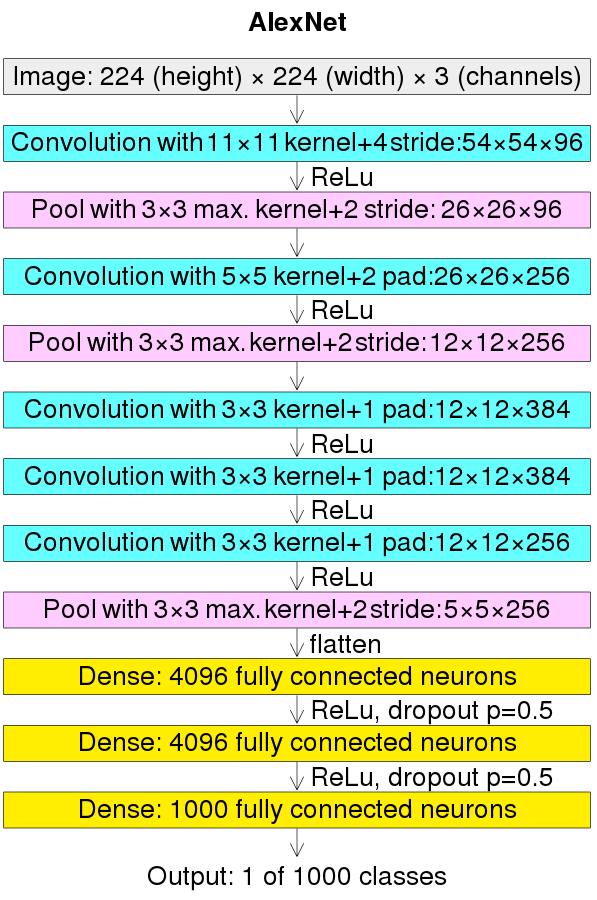 AlexNet
Image: 224 (height) × 224 (width) × 3 (channels)
Convolution with 11×11 kernel+4 stride:54×54×96
ReLu
Pool with 3×3 max. kernel+2 stride: 26×26×96
Convolution with 5×5 kernel+2 pad:26×26×256
ReLu
Pool with 3×3 max. kernel+2 stride:12×12×256
Convolution with 3×3 kernel+1 pad:12×12×384
ReLu
Convolution with 3×3 kernel+1 pad:12×12×384
ReLu
Convolution with 3×3 kernel+1 pad:12×12×256
ReLu
Pool with 3×3 max. kernel+2 stride:5×5×256
flatten
Dense: 4096 fully connected neurons
ReLu, dropout p=0.5
Dense: 4096 fully connected neurons
ReLu, dropout p=0.5
Dense: 1000 fully connected neurons
Output: 1 of 1000 classes